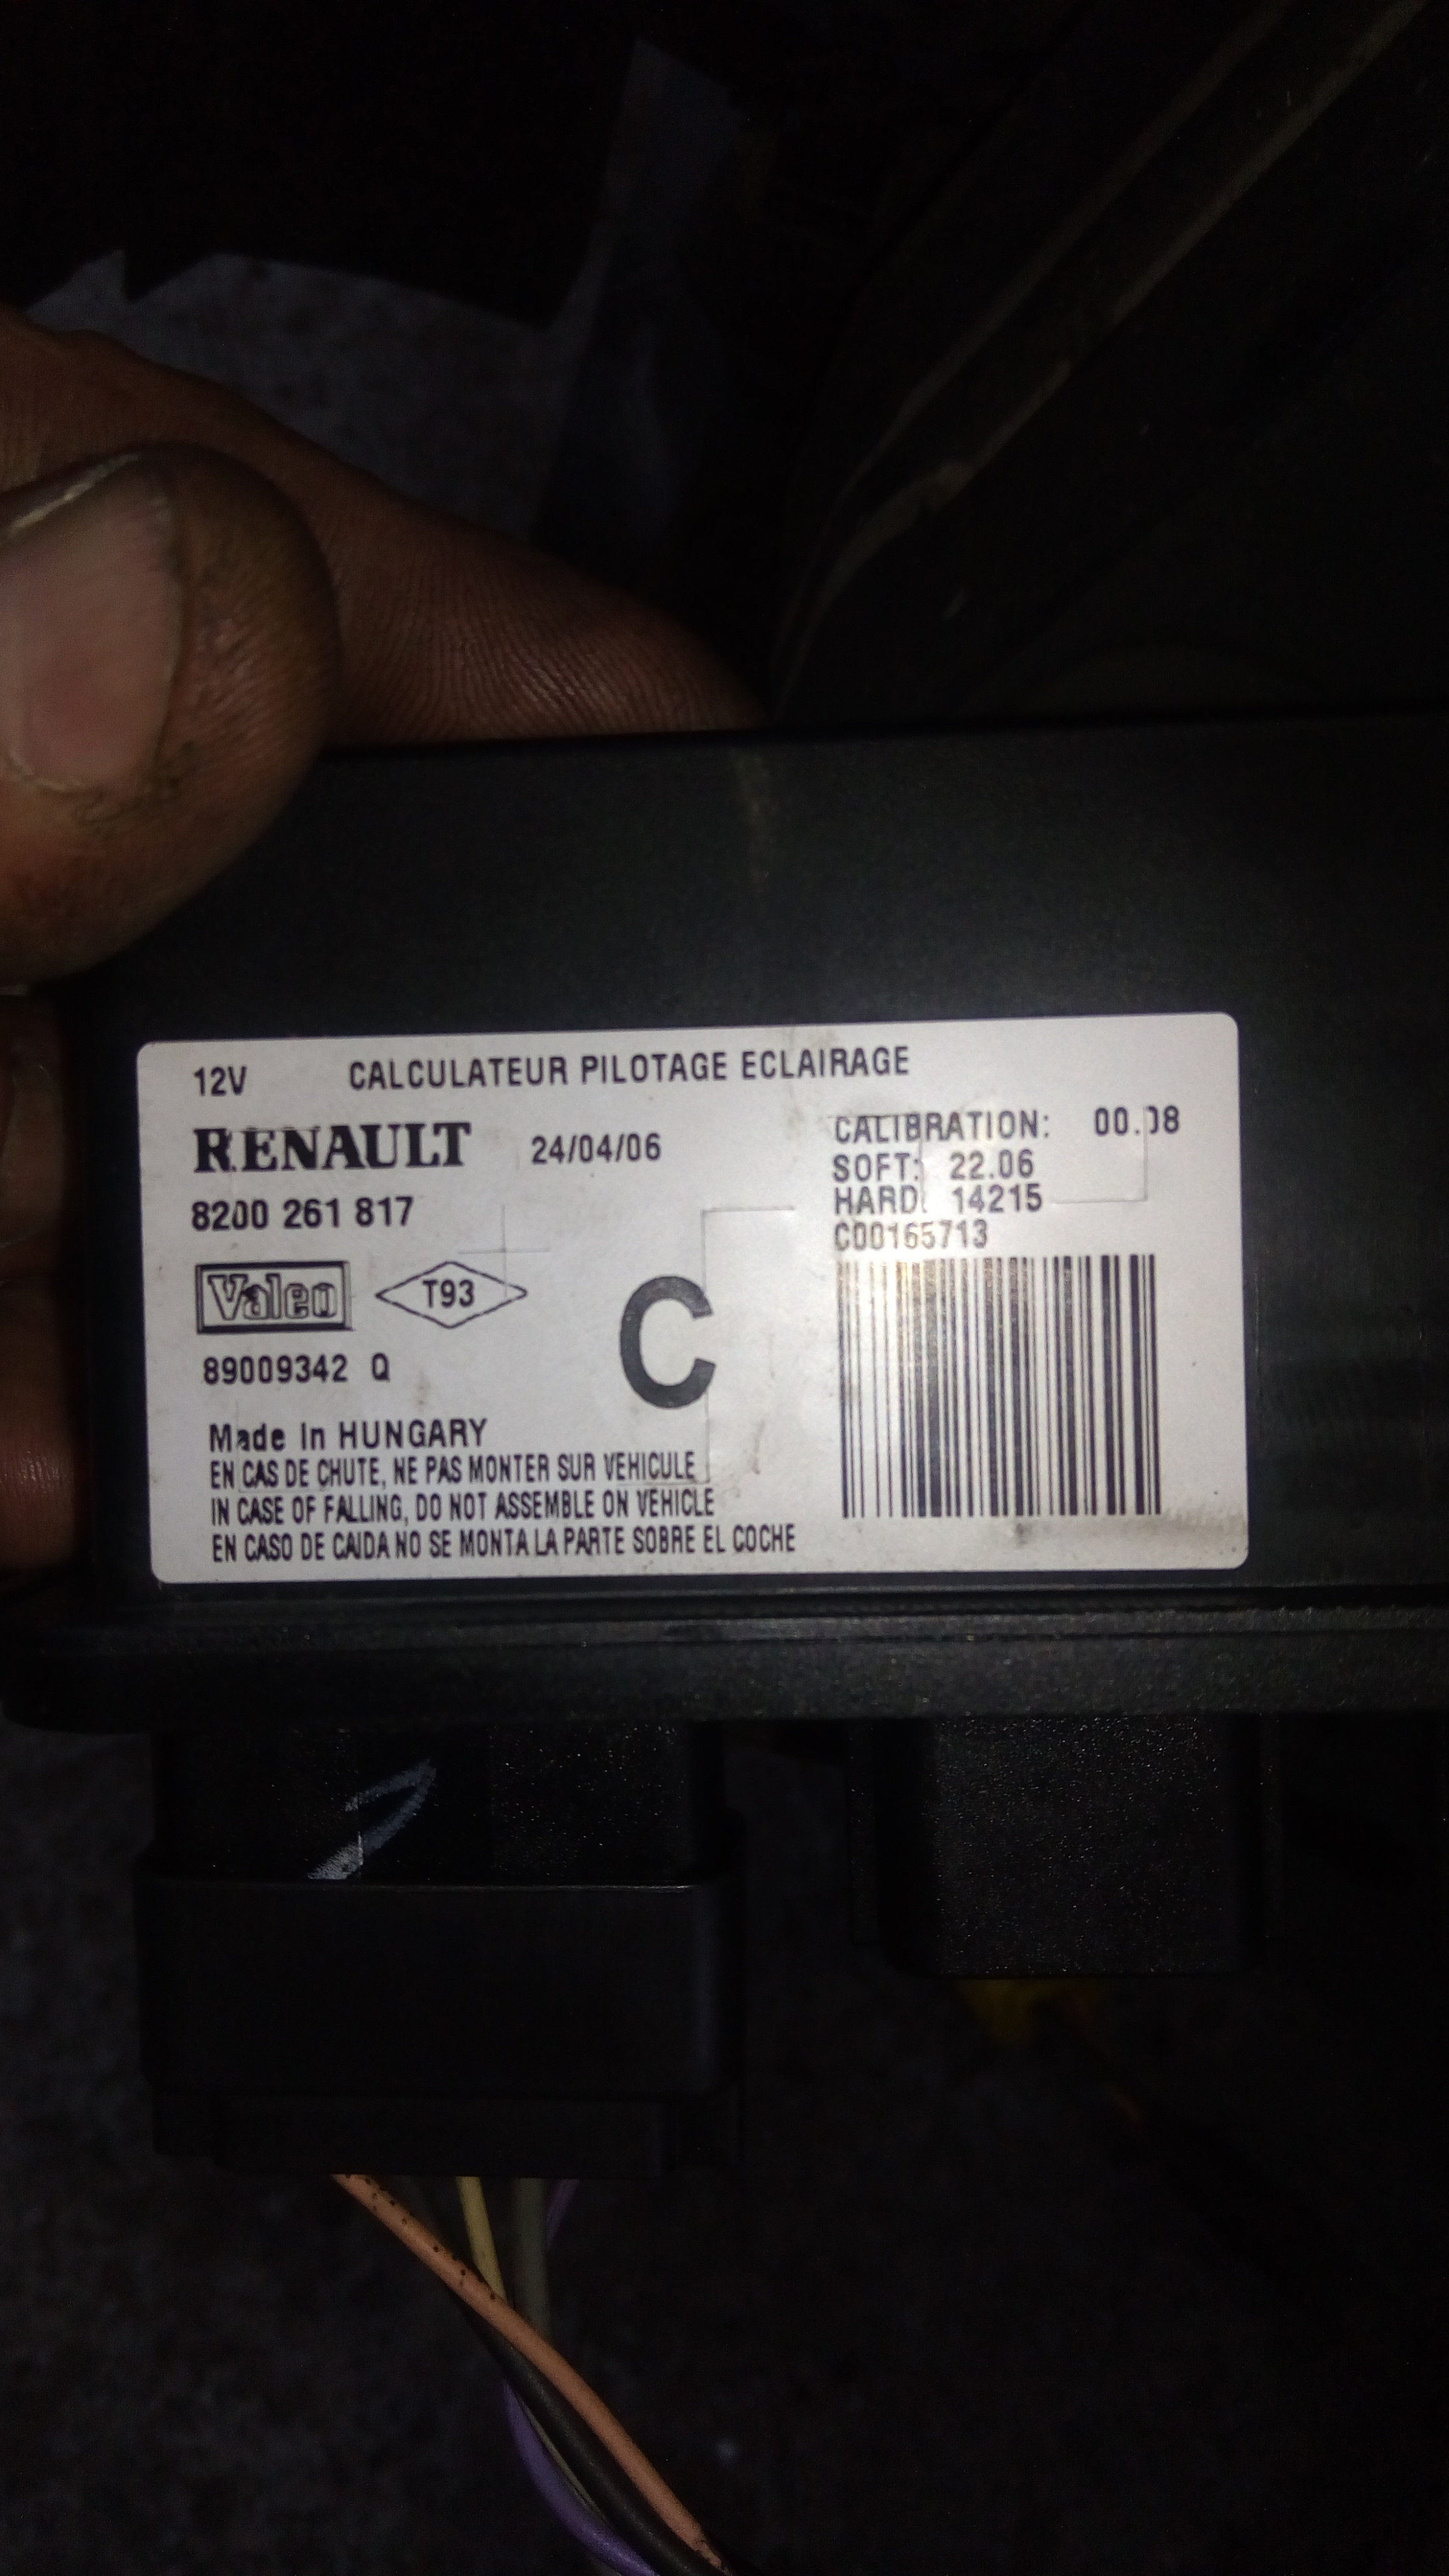 12V CALCULATEUR PILOTAGE ECLAIRAGE
RENAULT 24/04/06
8200 261 817
CALIBRATION: 00.08
SOFT: 22.06
HARD: 14215
C00165713
Valeo T93
C
89009342 Q
Made in HUNGARY
EN CAS DE CHUTE, NE PAS MONTER SUR VEHICULE
IN CASE OF FALLING, DO NOT ASSEMBLE ON VEHICLE
EN CASO DE CAIDA NO SE MONTA LA PARTE SOBRE EL COCHE